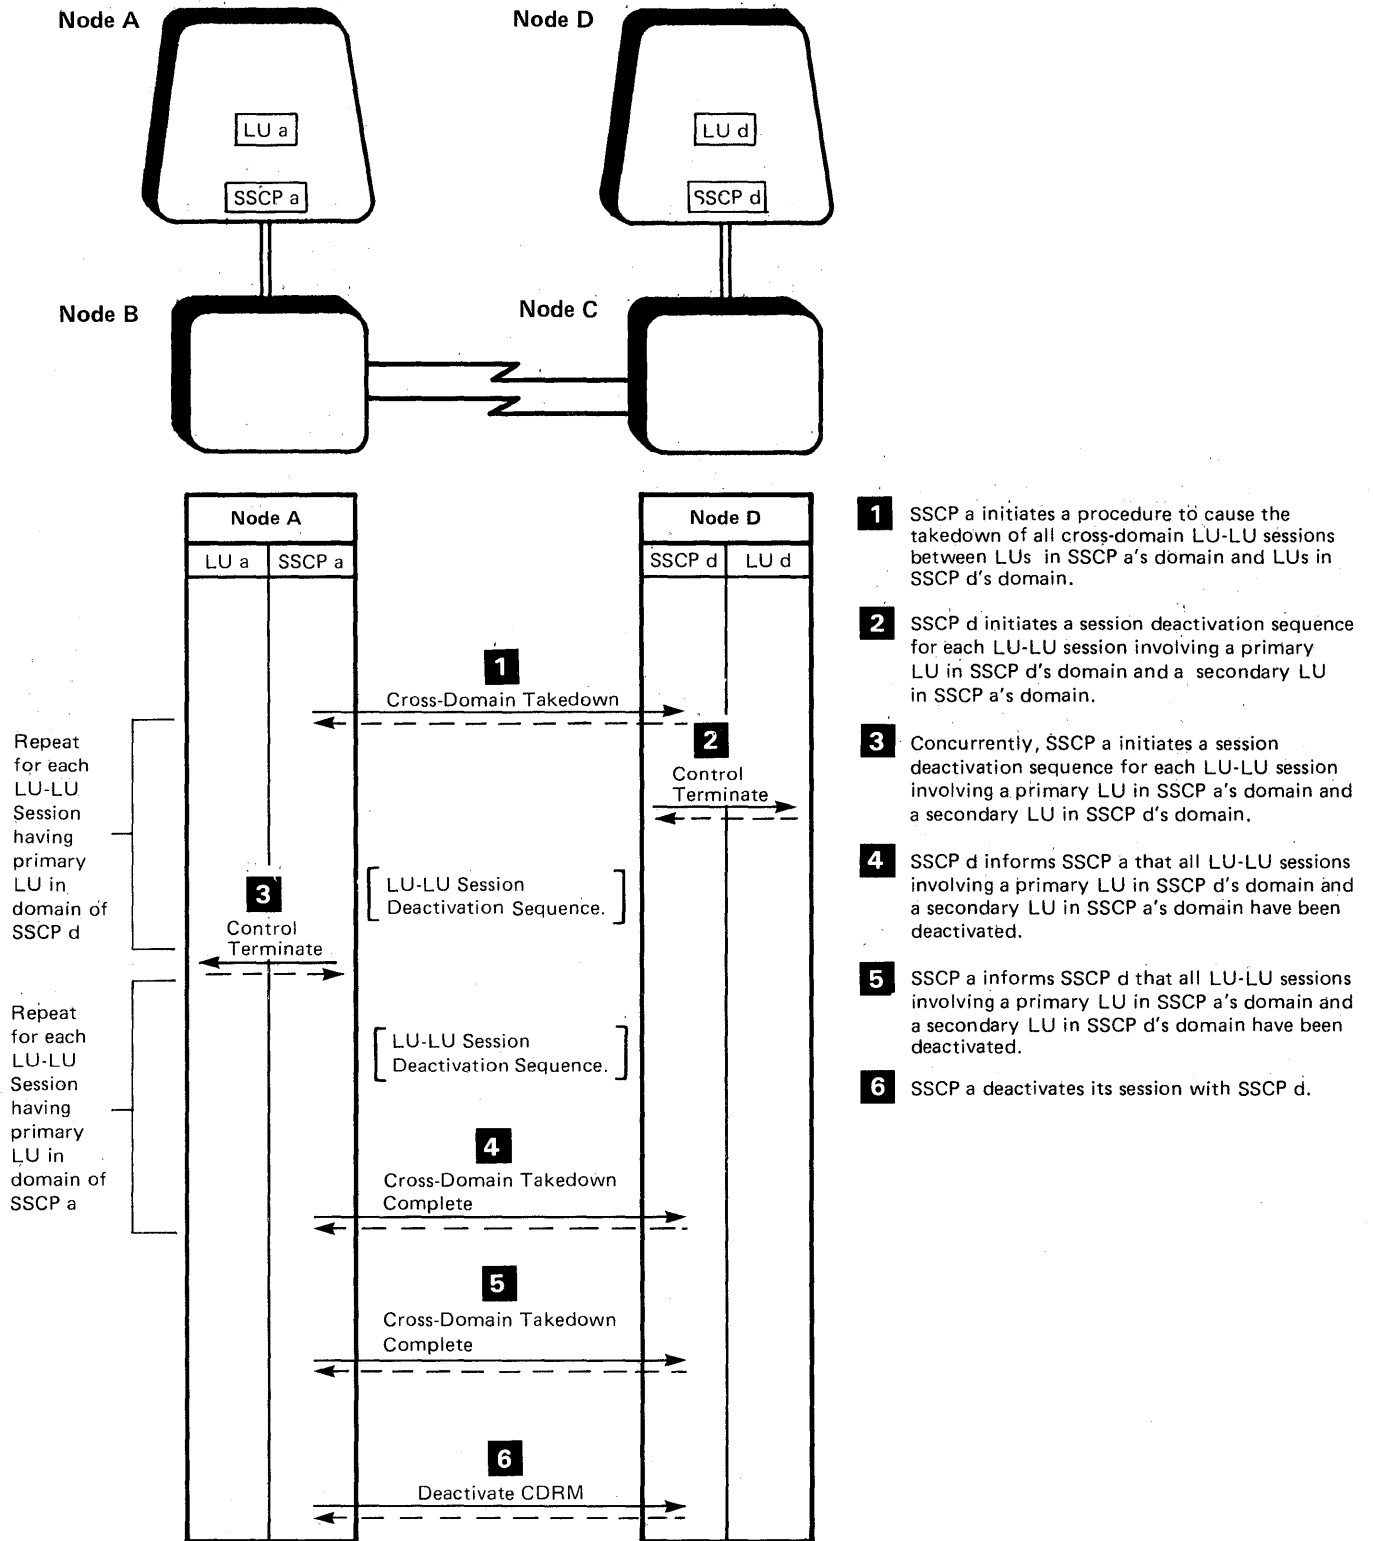 Node A
Node D
LU a
LU d
SSCP a
SSCP d
Node B
Node C
Node A
Node D
LU a
SSCP a
SSCP d
LU d
1
Cross-Domain Takedown
2
Control
Terminate
Repeat
for each
LU-LU
Session
having
primary
LU in
domain of
SSCP d
3
Control
Terminate
LU-LU Session
Deactivation Sequence.
Repeat
for each
LU-LU
Session
having
primary
LU in
domain of
SSCP a
LU-LU Session
Deactivation Sequence.
4
Cross-Domain Takedown
Complete
5
Cross-Domain Takedown
Complete
6
Deactivate CDRM
1 SSCP a initiates a procedure to cause the
takedown of all cross-domain LU-LU sessions
between LUs in SSCP a's domain and LUs in
SSCP d's domain.
2 SSCP d initiates a session deactivation sequence
for each LU-LU session involving a primary
LU in SSCP d's domain and a secondary LU
in SSCP a's domain.
3 Concurrently, SSCP a initiates a session
deactivation sequence for each LU-LU session
involving a primary LU in SSCP a's domain and
a secondary LU in SSCP d's domain.
4 SSCP d informs SSCP a that all LU-LU sessions
involving a primary LU in SSCP d's domain and
a secondary LU in SSCP a's domain have been
deactivated.
5 SSCP a informs SSCP d that all LU-LU sessions
involving a primary LU in SSCP a's domain and
a secondary LU in SSCP d's domain have been
deactivated.
6 SSCP a deactivates its session with SSCP d.